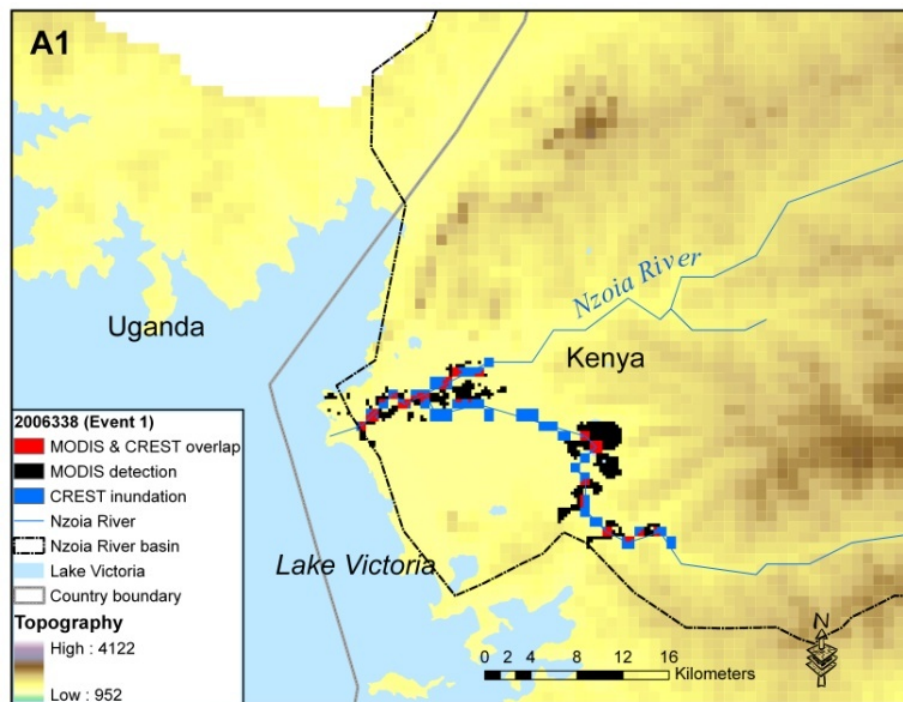 A1
Nzoia River
Uganda
Kenya
2006338 (Event 1)
MODIS & CREST overlap
MODIS detection
CREST inundation
Nzoia River
Nzoia River basin
Lake Victoria
Country boundary
Topography
High : 4122
Low : 952
Lake Victoria
N
0 2 4 8 12 16
Kilometers